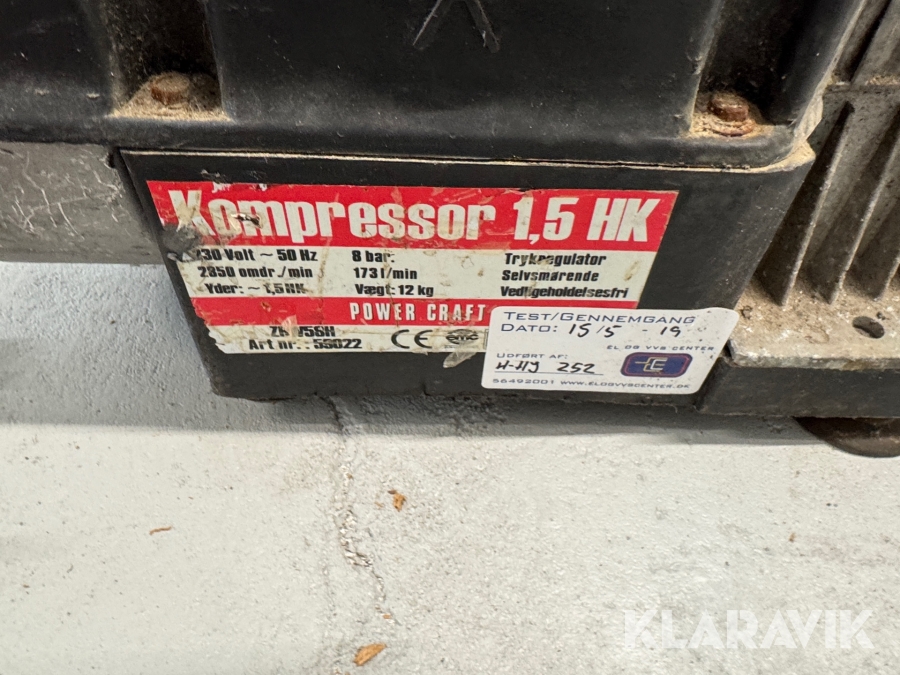 Kompressor 1,5 HK
230 Volt ~ 50 Hz 8 bar. Trykregulator
2850 omdr./min 173 l/min Selvsmørende
Yder: ~ 1,5 HK Vægt: 12 kg Vedligeholdelsesfri
POWER CRAFT
Art nr.: 55022 CE
TEST/GENNEMGANG
DATO: 15/5 - 19
EL OG VVS CENTER
UDFØRT AF:
H-HJ 252
56492001 WWW.ELOGVVSCENTER.DK
KLARAVIK